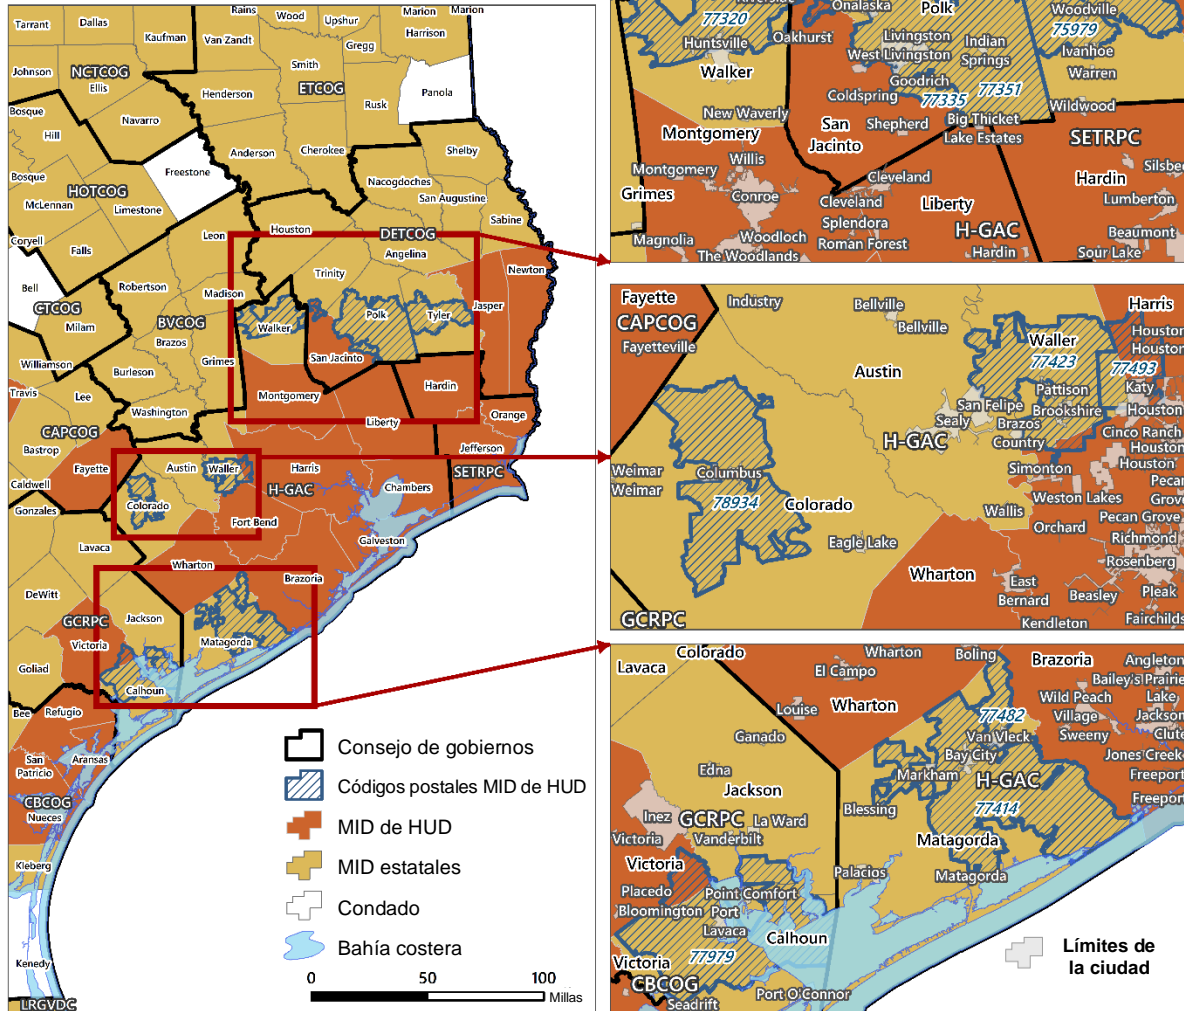 Rains
Wood
Upshur
Marion
Marion
Harrison
Tarrant
Dallas
Kaufman
Van Zandt
Gregg
Johnson
NCTCOG
Ellis
Smith
ETCOG
Henderson
Rusk
Panola
Bosque
Navarro
Hill
Anderson
Cherokee
Shelby
Freestone
Bosque
HOTCOG
McLennan
Limestone
Nacogdoches
San Augustine
Sabine
Coryell
Falls
Leon
Houston
DETCOG
Angelina
Trinity
Newton
Bell
CTCOG
Milam
Robertson
Madison
BVCOG
Brazos
Walker
Polk
Tyler
Jasper
Williamson
Burleson
Grimes
San Jacinto
Hardin
Travis
Lee
Washington
Montgomery
Liberty
Orange
CAPCOG
Bastrop
Jefferson
Fayette
Austin
Waller
Harris
H-GAC
SETRPC
Caldwell
Chambers
Gonzales
Colorado
Fort Bend
Galveston
Lavaca
Wharton
Brazoria
DeWitt
Jackson
GCRPC
Victoria
Matagorda
Goliad
Calhoun
Bee
Refugio
San
Patricio
Aransas
CBCOG
Nueces
Kleberg
Kenedy
LRGVDC
Consejo de gobiernos
Códigos postales MID de HUD
MID de HUD
MID estatales
Condado
Bahía costera
0
50
100
Millas
Riverside
Onalaska
Polk
Woodville
77320
75979
Huntsville
Oakhurst
Livingston
West Livingston
Indian
Springs
Ivanhoe
Walker
Goodrich
Warren
Coldspring
77335
77351
Wildwood
New Waverly
Montgomery
San
Jacinto
Shepherd
Big Thicket
Lake Estates
SETRPC
Willis
Montgomery
Silsbee
Cleveland
Hardin
Grimes
Conroe
Cleveland
Liberty
Lumberton
Splendora
Magnolia
Woodloch
Roman Forest
H-GAC
Beaumont
The Woodlands
Hardin
Sour Lake
Fayette
Industry
Bellville
Harris
CAPCOG
Bellville
Houston
Fayetteville
Waller
Houston
77423
77493
Austin
Pattison
Katy
San Felipe
Brookshire
Houston
Sealy
Brazos
Country
Cinco Ranch
H-GAC
Houston
Weimar
Columbus
Simonton
Houston
Weimar
Weston Lakes
Pecan
Grove
78934
Colorado
Wallis
Pecan Grove
Orchard
Richmond
Eagle Lake
Rosenberg
Wharton
East
Bernard
Beasley
Pleak
GCRPC
Kendleton
Fairchilds
Colorado
Wharton
Boling
Brazoria
Lavaca
El Campo
Angleton
Bailey's Prairie
Wharton
Wild Peach
Village
Lake
Jackson
Louise
77482
Sweeny
Clute
Ganado
Van Vleck
Bay City
Jones Creek
Edna
Markham
H-GAC
Freeport
Jackson
Blessing
77414
Freeport
Inez
GCRPC
La Ward
Victoria
Vanderbilt
Matagorda
Victoria
Palacios
Matagorda
Placedo
Point Comfort
Bloomington
Port
Lavaca
Calhoun
77979
Victoria
CBCOG
Seadrift
Port O'Connor
Límites de
la ciudad